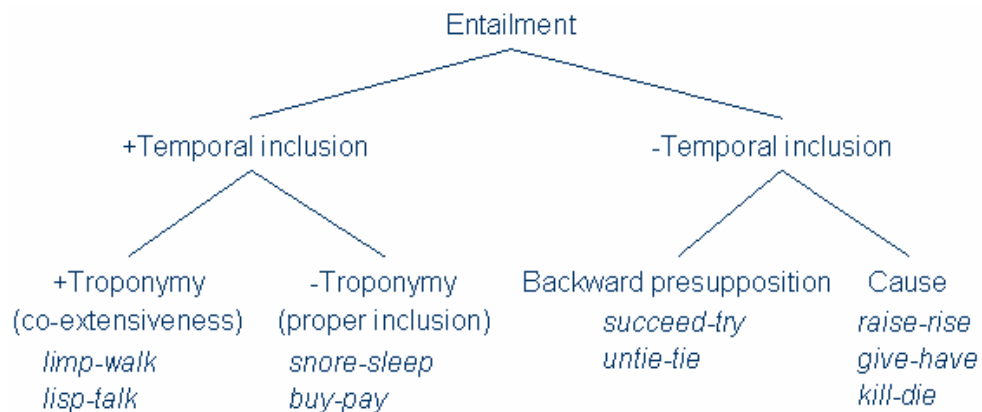 Entailment
+Temporal inclusion
-Temporal inclusion
+Troponymy
(co-extensiveness)
limp-walk
lisp-talk
-Troponymy
(proper inclusion)
snore-sleep
buy-pay
Backward presupposition
succeed-try
untie-tie
Cause
raise-rise
give-have
kill-die